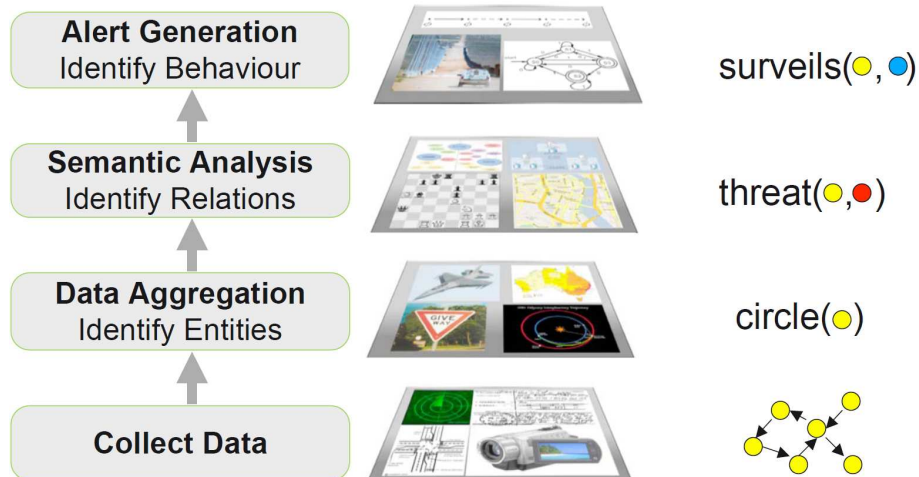 Alert Generation
Identify Behaviour
surveils( , )
Semantic Analysis
Identify Relations
threat( , )
Data Aggregation
Identify Entities
GIVE
WAY
circle( )
Collect Data